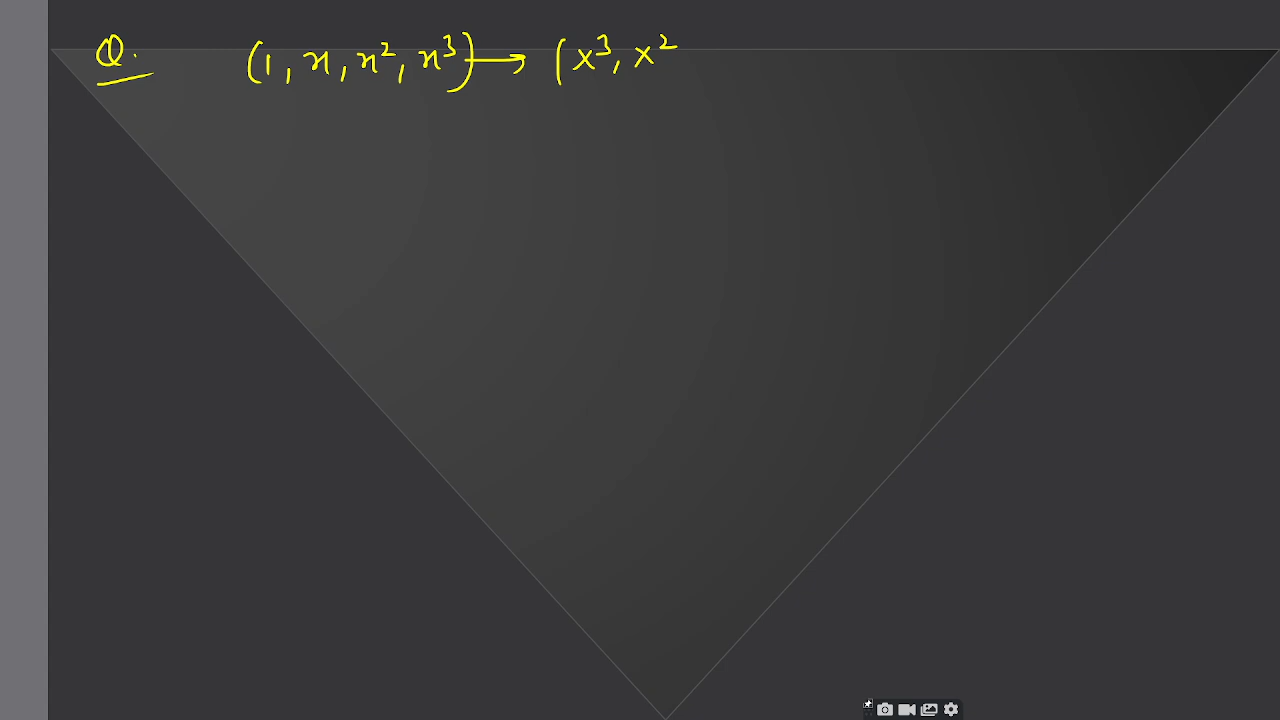 Q. (1, x, x², x³) → (x³, x²